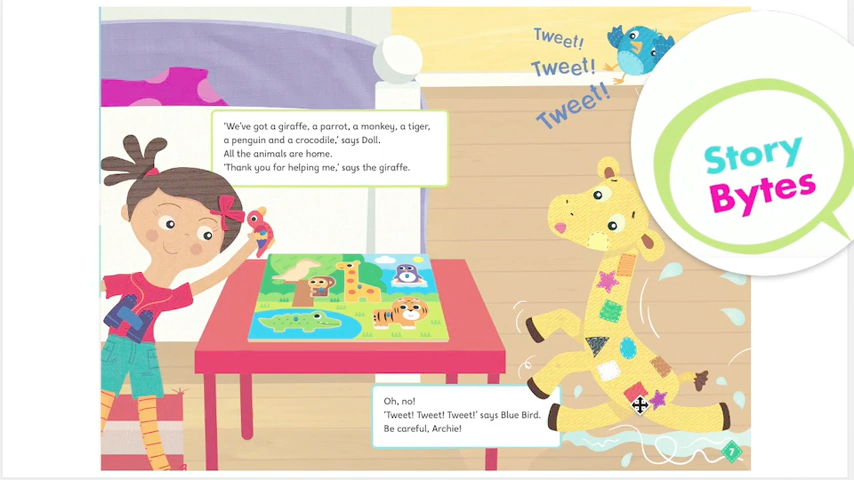 Tweet!
Tweet!
Tweet!
Story
Bytes
'We've got a giraffe, a parrot, a monkey, a tiger,
a penguin and a crocodile,' says Doll.
All the animals are home.
'Thank you for helping me,' says the giraffe.
Oh, no!
'Tweet! Tweet! Tweet!' says Blue Bird.
Be careful, Archie!
7